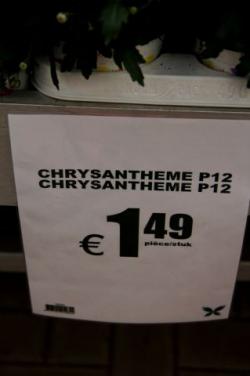 CHRYSANTHEME P12
CHRYSANTHEME P12
€ 1 49
pièce/stuk